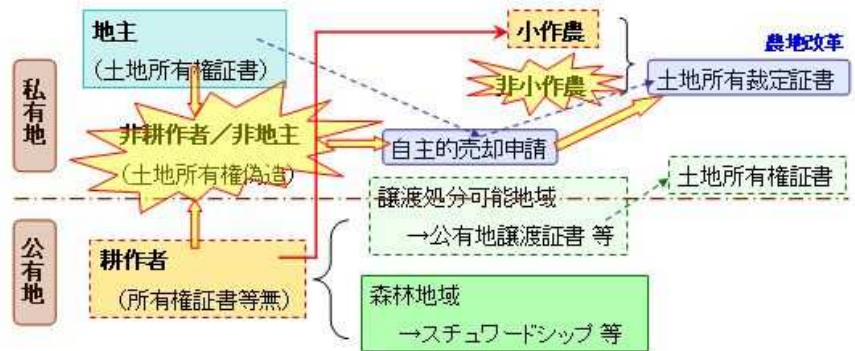 地主
(土地所有権証書)
小作農
農地改革
非小作農
土地所有裁定証書
私有地
非耕作者/非地主
(土地所有権偽造)
自主的売却申請
土地所有権証書
譲渡処分可能地域
→公有地譲渡証書 等
公有地
耕作者
(所有権証書等無)
森林地域
→スチュワードシップ 等